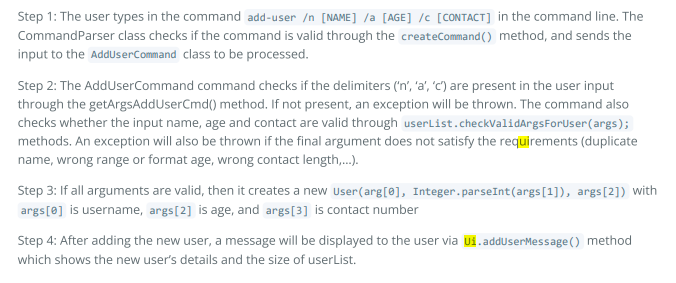 Step 1: The user types in the command add-user /n [NAME] /a [AGE] /c [CONTACT] in the command line. The
CommandParser class checks if the command is valid through the createCommand() method, and sends the
input to the AddUserCommand class to be processed.
Step 2: The AddUserCommand command checks if the delimiters (‘n’, ‘a’, ‘c’) are present in the user input
through the getArgsAddUserCmd() method. If not present, an exception will be thrown. The command also
checks whether the input name, age and contact are valid through userList.checkValidArgsForUser(args);
methods. An exception will also be thrown if the final argument does not satisfy the requirements (duplicate
name, wrong range or format age, wrong contact length,...).
Step 3: If all arguments are valid, then it creates a new User(arg[0], Integer.parseInt(args[1]), args[2]) with
args[0] is username, args[2] is age, and args[3] is contact number
Step 4: After adding the new user, a message will be displayed to the user via Ui.addUserMessage() method
which shows the new user’s details and the size of userList.